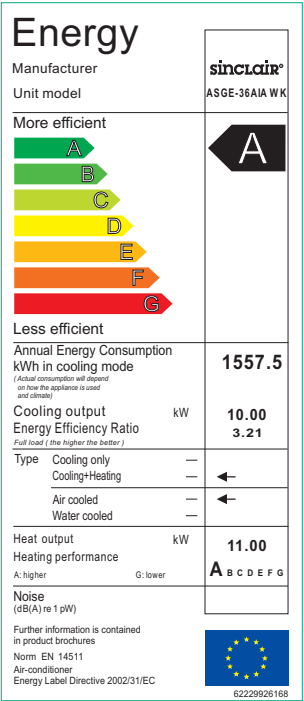 Energy
Manufacturer
sinclair®
Unit model
ASGE-36AIA WK
More efficient
A
A
B
C
D
E
F
G
Less efficient
Annual Energy Consumption
kWh in cooling mode
1557.5
( Actual consumption will depend
on how the appliance is used
and climate)
Cooling output kW 10.00
Energy Efficiency Ratio 3.21
Full load ( the higher the better )
Type Cooling only —
Cooling+Heating — ←
Air cooled — ←
Water cooled —
Heat output kW 11.00
Heating performance
A: higher G: lower A B C D E F G
Noise
(dB(A) re 1 pW)
Further information is contained
in product brochures
Norm EN 14511
Air-conditioner
Energy Label Directive 2002/31/EC
62229926168